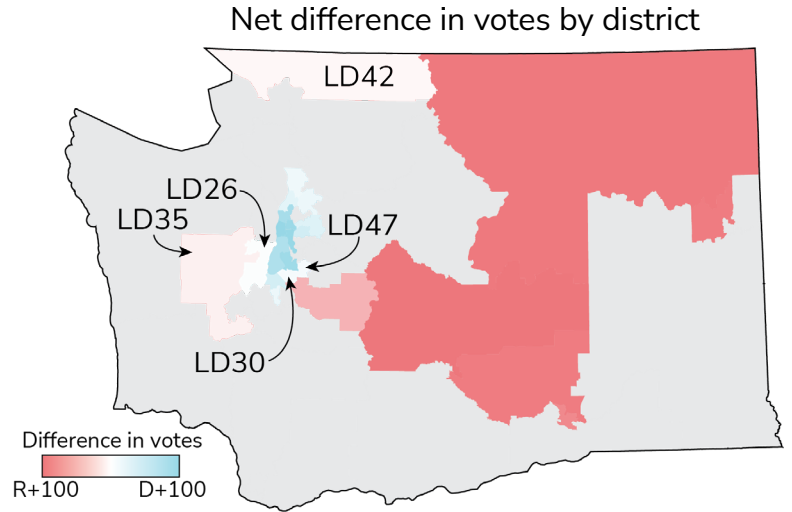 Net difference in votes by district
LD42
LD26
LD35
LD47
LD30
Difference in votes
R+100 D+100